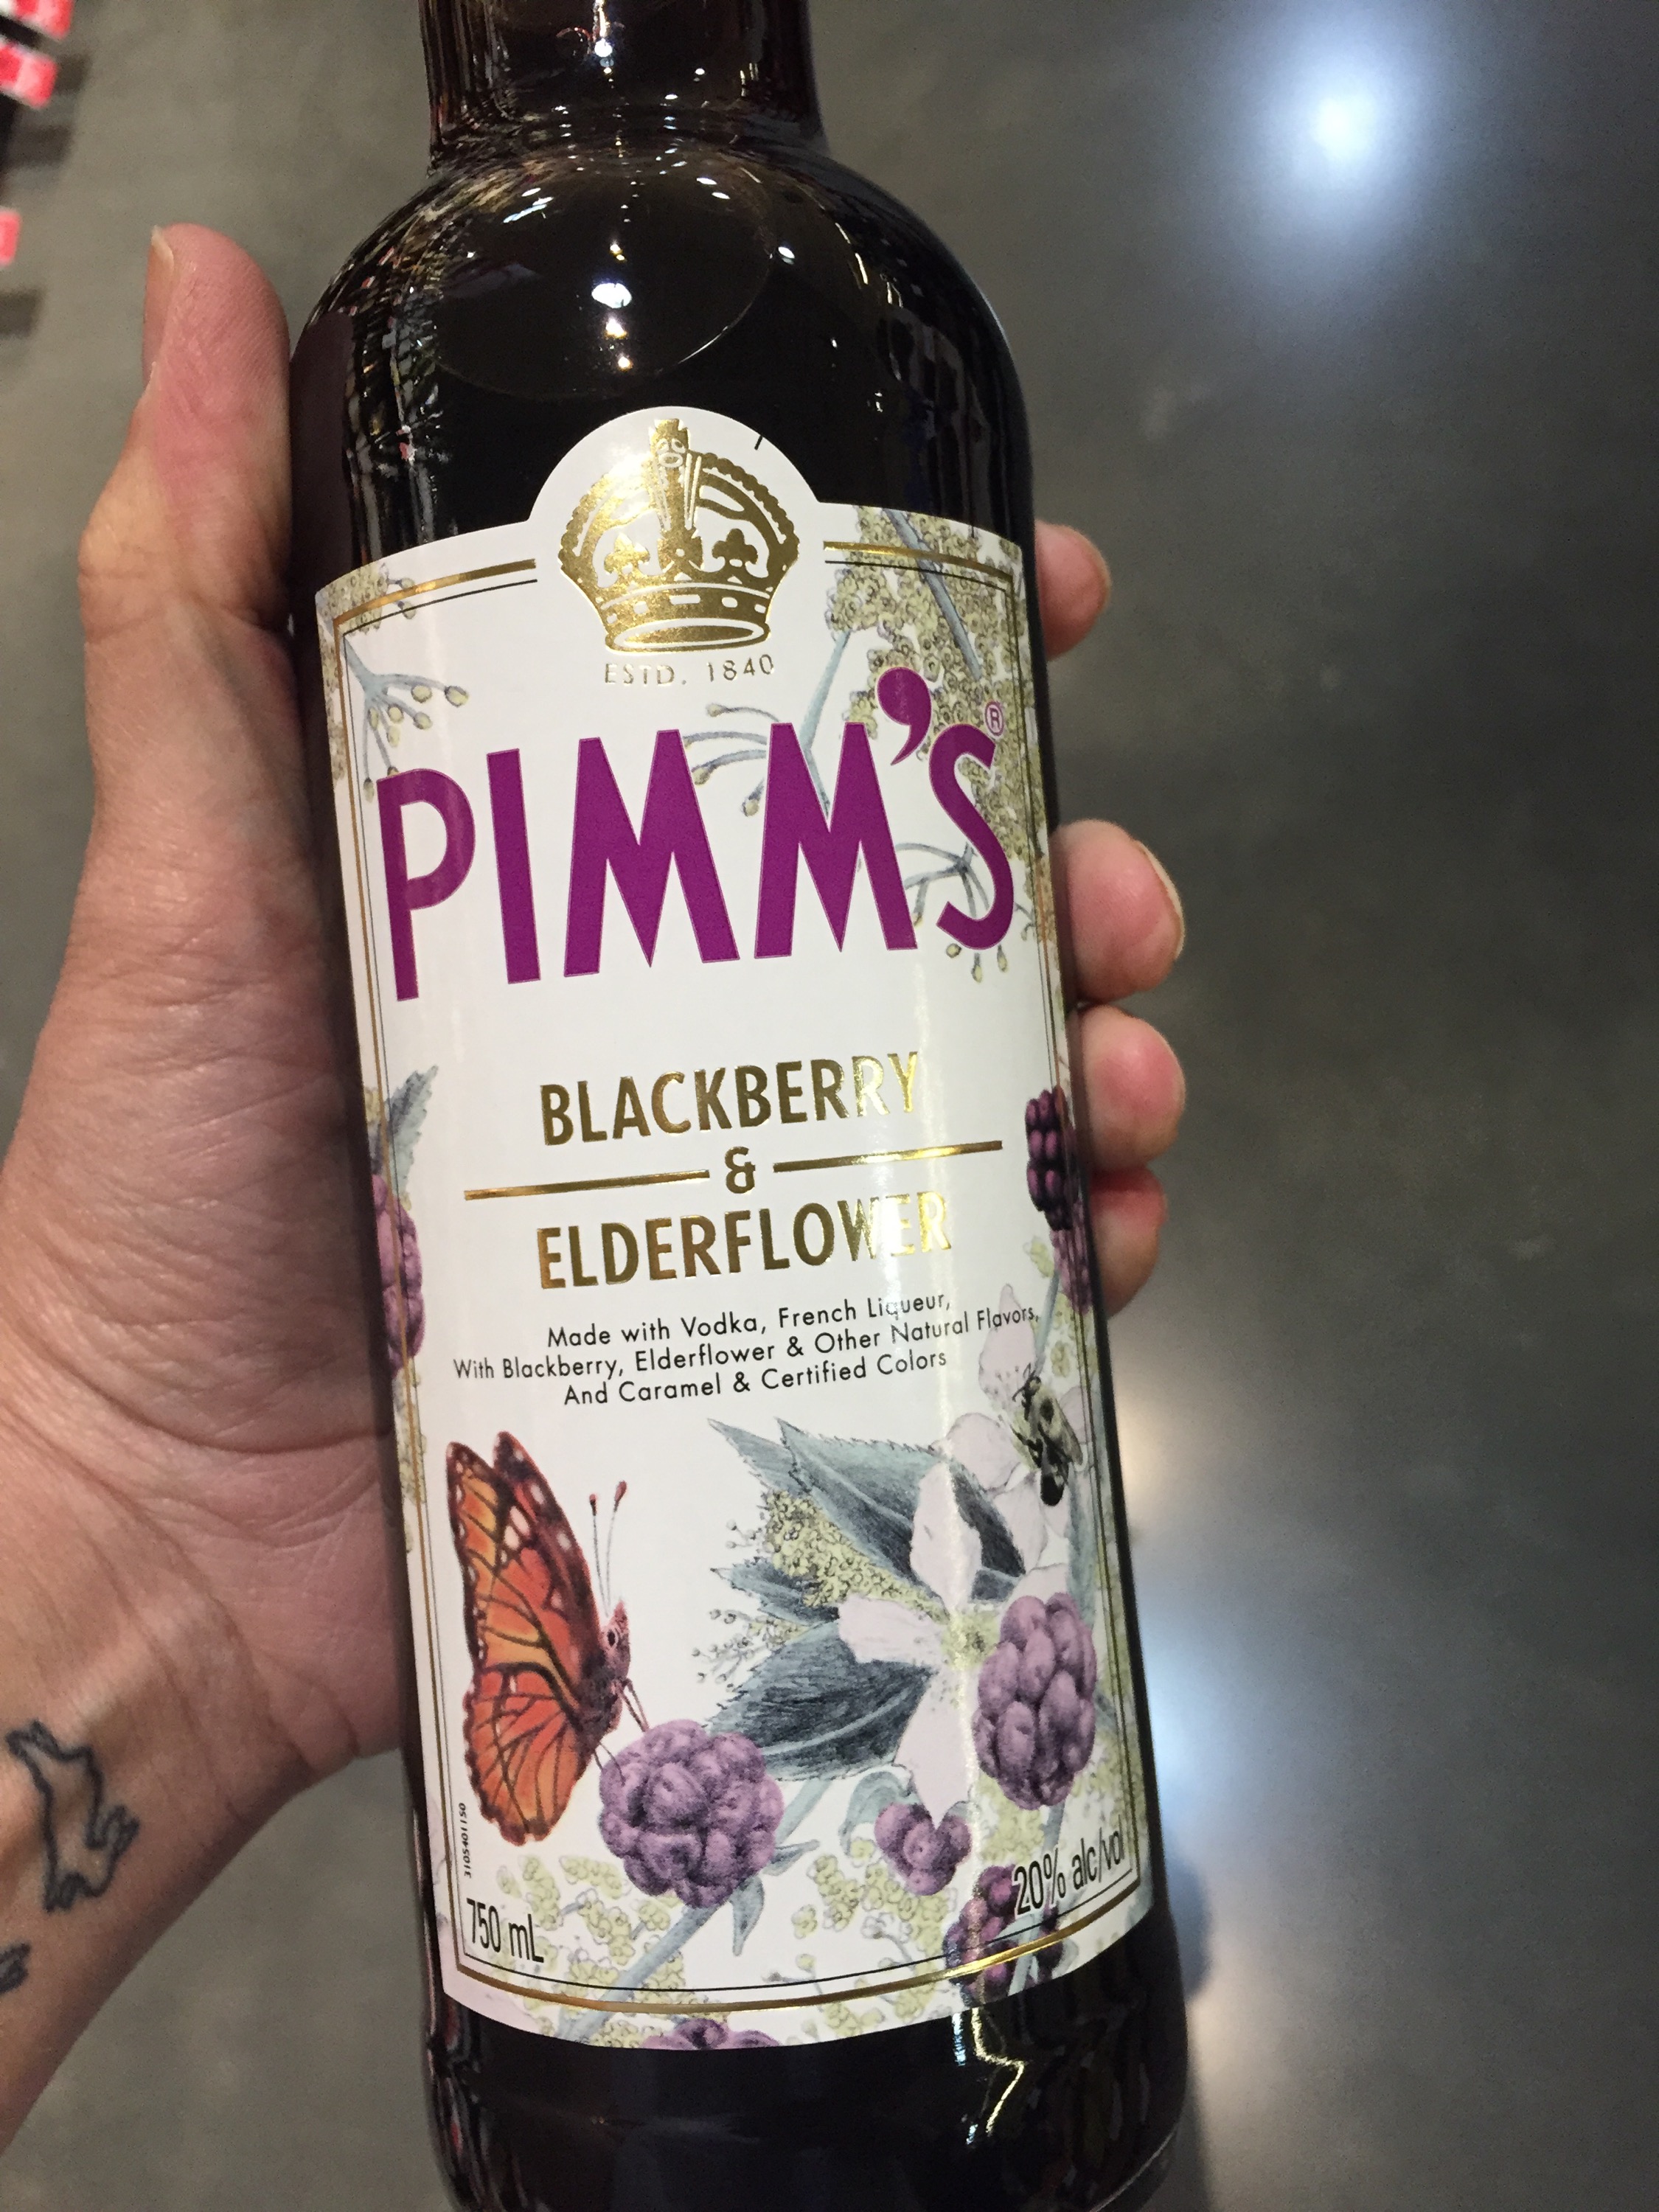 ESTD. 1840
PIMM'S®
BLACKBERRY
&
ELDERFLOWER
Made with Vodka, French Liqueur,
With Blackberry, Elderflower & Other Natural Flavors,
And Caramel & Certified Colors
3105401150
750 mL
20% alc/vol